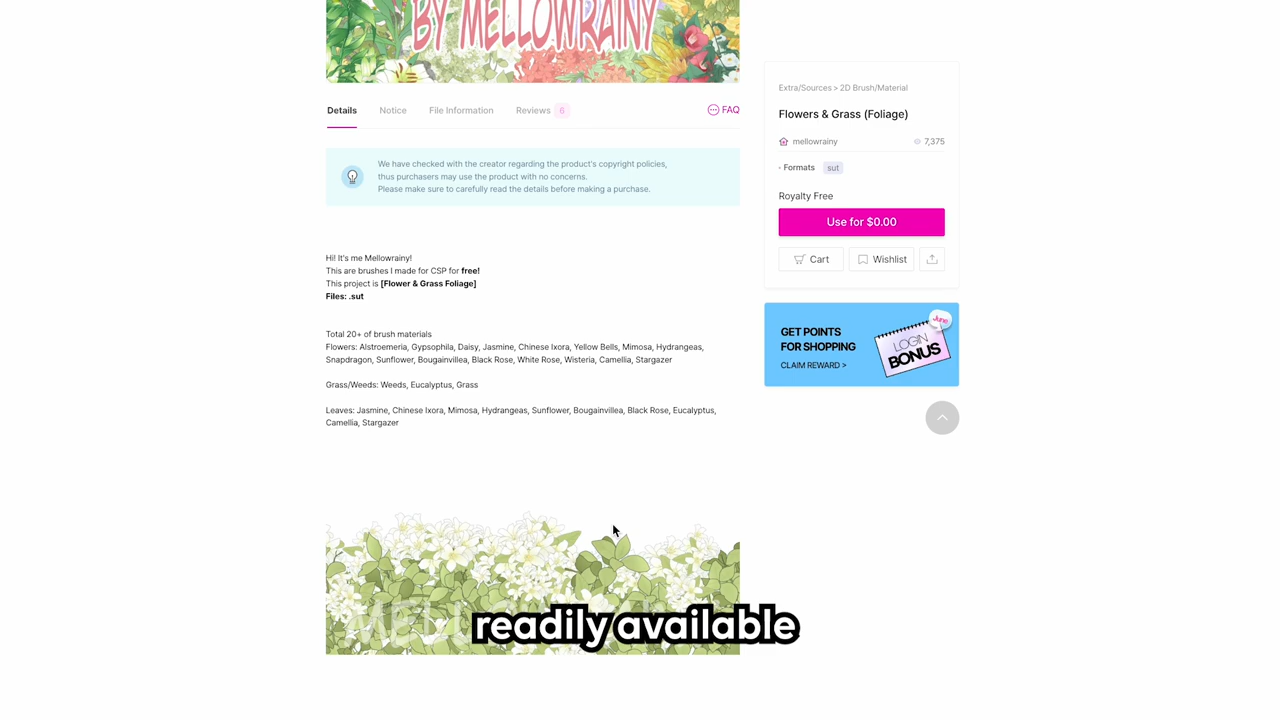 BY MELLOWRAINY
Details
Notice
File Information
Reviews 6
FAQ
We have checked with the creator regarding the product's copyright policies,
thus purchasers may use the product with no concerns.
Please make sure to carefully read the details before making a purchase.
Hi! It's me Mellowrainy!
This are brushes I made for CSP for free!
This project is [Flower & Grass Foliage]
Files: .sut
Total 20+ of brush materials
Flowers: Alstroemeria, Gypsophila, Daisy, Jasmine, Chinese Ixora, Yellow Bells, Mimosa, Hydrangeas,
Snapdragon, Sunflower, Bougainvillea, Black Rose, White Rose, Wisteria, Camellia, Stargazer
Grass/Weeds: Weeds, Eucalyptus, Grass
Leaves: Jasmine, Chinese Ixora, Mimosa, Hydrangeas, Sunflower, Bougainvillea, Black Rose, Eucalyptus,
Camellia, Stargazer
readily available
Extra/Sources > 2D Brush/Material
Flowers & Grass (Foliage)
mellowrainy
7,375
· Formats sut
Royalty Free
Use for $0.00
Cart
Wishlist
GET POINTS
FOR SHOPPING
CLAIM REWARD >
June
LOGIN
BONUS